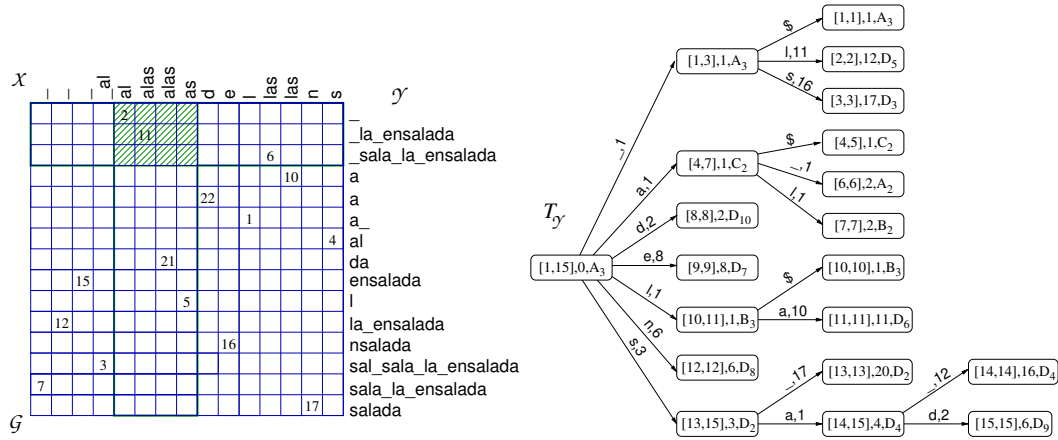 X
_
_
_
_al
al
alas
alas
as
d
e
l
las
las
n
s
Y
2 _
11 _la_ensalada
6 _sala_la_ensalada
10 a
22 a
1 a_
4 al
21 da
15 ensalada
5 l
12 la_ensalada
16 nsalada
3 sal_sala_la_ensalada
7 sala_la_ensalada
17 salada
G
T_Y
[1,15],0,A3
_,1
a,1
d,2
e,8
l,1
n,6
s,3
[1,3],1,A3
[4,7],1,C2
[8,8],2,D10
[9,9],8,D7
[10,11],1,B3
[12,12],6,D8
[13,15],3,D2
$
l,11
s,16
[1,1],1,A3
[2,2],12,D5
[3,3],17,D3
$
_,1
l,1
[4,5],1,C2
[6,6],2,A2
[7,7],2,B2
$
a,10
[10,10],1,B3
[11,11],11,D6
_,17
a,1
[13,13],20,D2
[14,15],4,D4
_,12
d,2
[14,14],16,D4
[15,15],6,D9